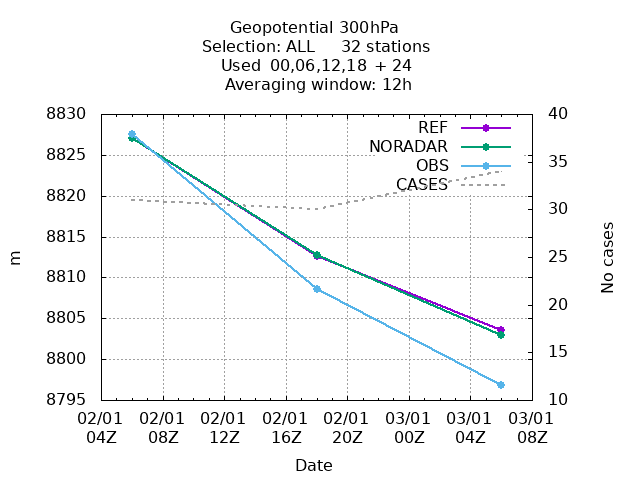 Geopotential 300hPa
Selection: ALL 32 stations
Used 00,06,12,18 + 24
Averaging window: 12h
8830
8825
8820
8815
8810
8805
8800
8795
m
40
35
30
25
20
15
10
No cases
REF
NORADAR
OBS
CASES
02/01 02/01 02/01 02/01 02/01 03/01 03/01 03/01
04Z 08Z 12Z 16Z 20Z 00Z 04Z 08Z
Date